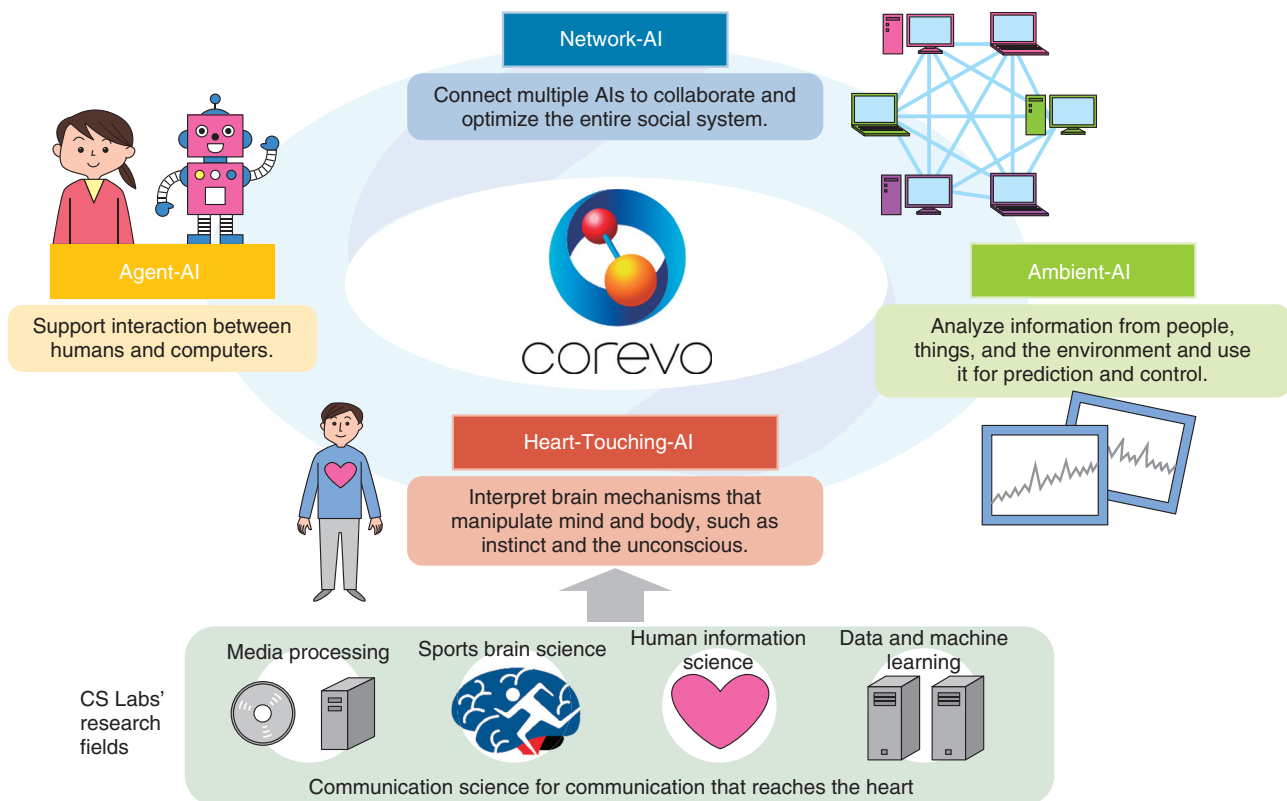 Network-AI
Connect multiple AIs to collaborate and
optimize the entire social system.
Agent-AI
Support interaction between
humans and computers.
corevo
Ambient-AI
Analyze information from people,
things, and the environment and use
it for prediction and control.
Heart-Touching-AI
Interpret brain mechanisms that
manipulate mind and body, such as
instinct and the unconscious.
CS Labs’
research
fields
Media processing
Sports brain science
Human information
science
Data and machine
learning
Communication science for communication that reaches the heart